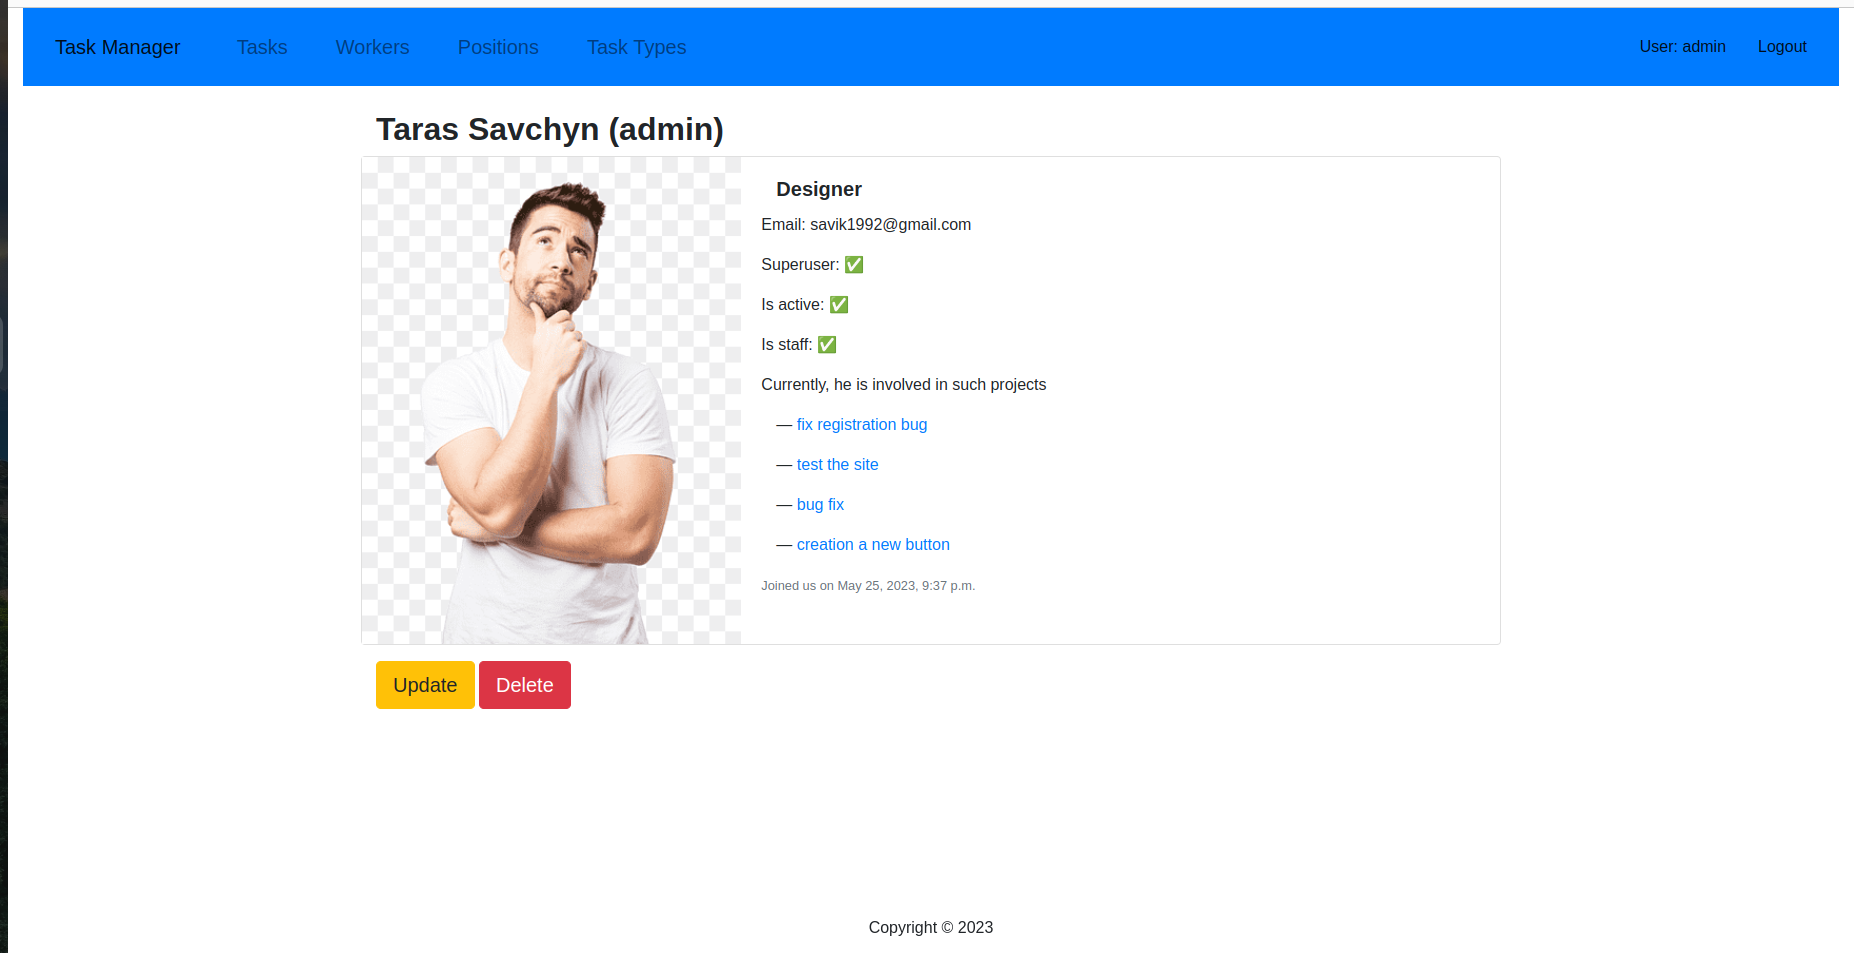 Task Manager Tasks Workers Positions Task Types User: admin Logout
Taras Savchyn (admin)
Designer
Email: savik1992@gmail.com
Superuser: ✅
Is active: ✅
Is staff: ✅
Currently, he is involved in such projects
— fix registration bug
— test the site
— bug fix
— creation a new button
Joined us on May 25, 2023, 9:37 p.m.
Update Delete
Copyright © 2023